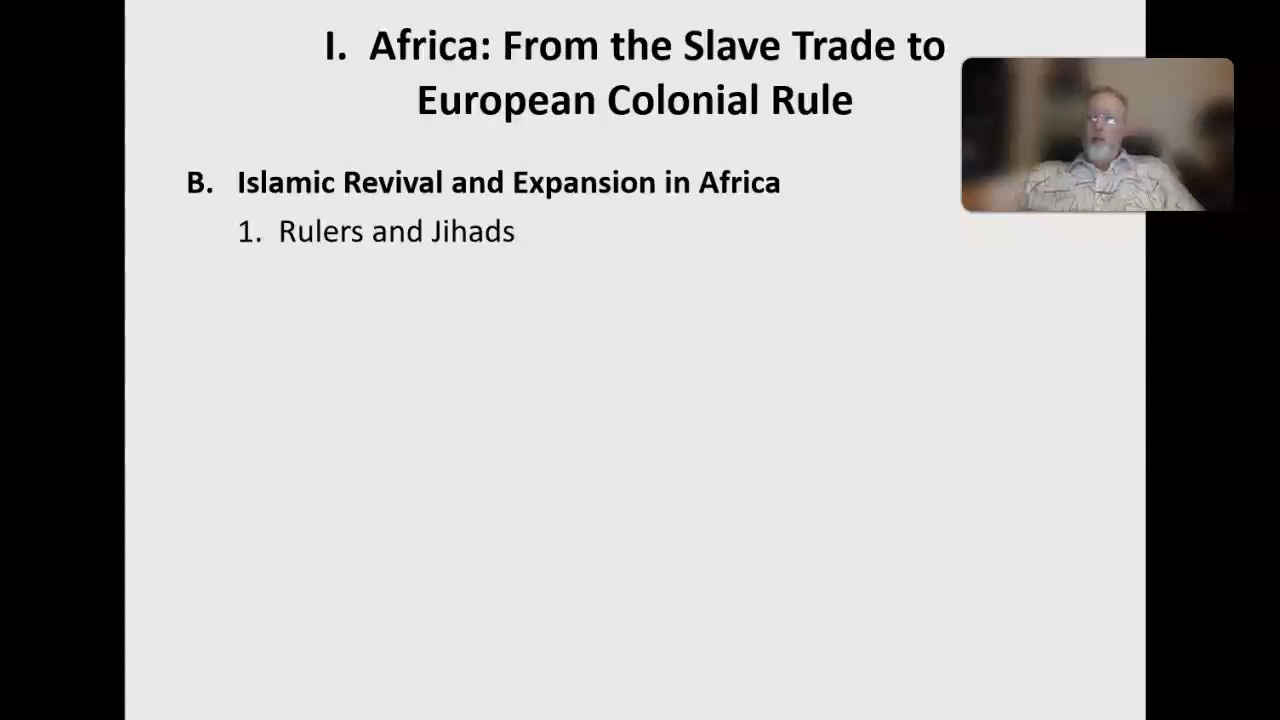 I. Africa: From the Slave Trade to
European Colonial Rule
B. Islamic Revival and Expansion in Africa
1. Rulers and Jihads